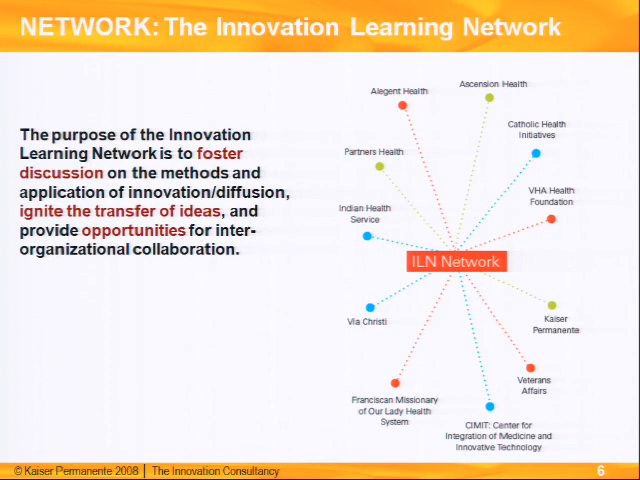 NETWORK: The Innovation Learning Network
The purpose of the Innovation
Learning Network is to foster
discussion on the methods and
application of innovation/diffusion,
ignite the transfer of ideas, and
provide opportunities for inter-
organizational collaboration.
Alegent Health
Ascension Health
Catholic Health
Initiatives
Partners Health
VHA Health
Foundation
Indian Health
Service
ILN Network
Via Christi
Kaiser
Permanente
Veterans
Affairs
Franciscan Missionary
of Our Lady Health
System
CIMIT: Center for
Integration of Medicine and
Innovative Technology
© Kaiser Permanente 2008 | The Innovation Consultancy
6